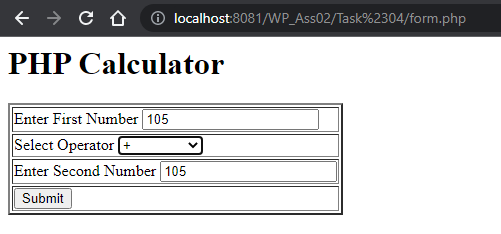 localhost:8081/WP_Ass02/Task%2304/form.php
PHP Calculator
Enter First Number 105
Select Operator +
Enter Second Number 105
Submit